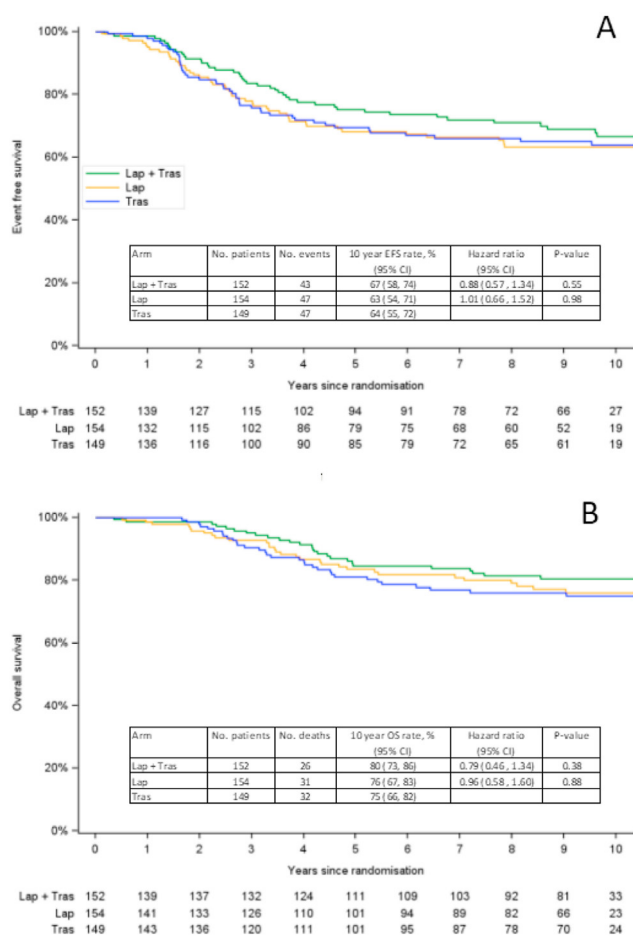 A
100%
80%
60%
40%
20%
0%
Event free survival
Lap + Tras
Lap
Tras
Arm No. patients No. events 10 year EFS rate, % (95% CI) Hazard ratio (95% CI) P-value
Lap + Tras 152 43 67 (58, 74) 0.88 (0.57, 1.34) 0.55
Lap 154 47 63 (54, 71) 1.01 (0.66, 1.52) 0.98
Tras 149 47 64 (55, 72)
0 1 2 3 4 5 6 7 8 9 10
Years since randomisation
Lap + Tras 152 139 127 115 102 94 91 78 72 66 27
Lap 154 132 115 102 86 79 75 68 60 52 19
Tras 149 136 116 100 90 85 79 72 65 61 19
B
100%
80%
60%
40%
20%
0%
Overall survival
Arm No. patients No. deaths 10 year OS rate, % (95% CI) Hazard ratio (95% CI) P-value
Lap + Tras 152 26 80 (73, 86) 0.79 (0.46, 1.34) 0.38
Lap 154 31 76 (67, 83) 0.96 (0.58, 1.60) 0.88
Tras 149 32 75 (66, 82)
0 1 2 3 4 5 6 7 8 9 10
Years since randomisation
Lap + Tras 152 139 137 132 124 111 109 103 92 81 33
Lap 154 141 133 126 110 101 94 89 82 66 23
Tras 149 143 136 120 111 101 95 87 78 70 24